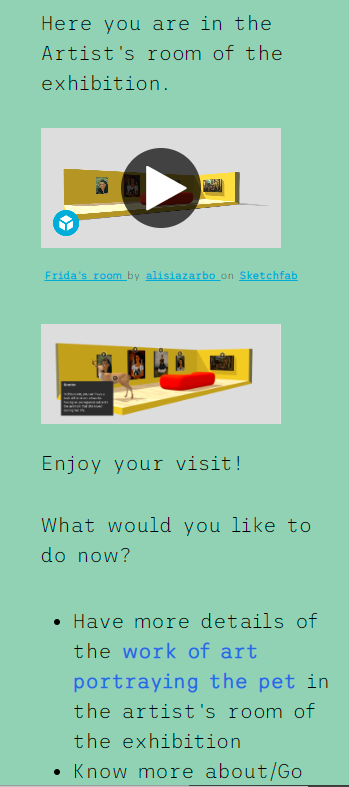 Here you are in the
Artist's room of the
exhibition.
Frida's room by alisiazarbo on Sketchfab
Enjoy your visit!
What would you like to
do now?
• Have more details of
the work of art
portraying the pet in
the artist's room of
the exhibition
• Know more about/Go